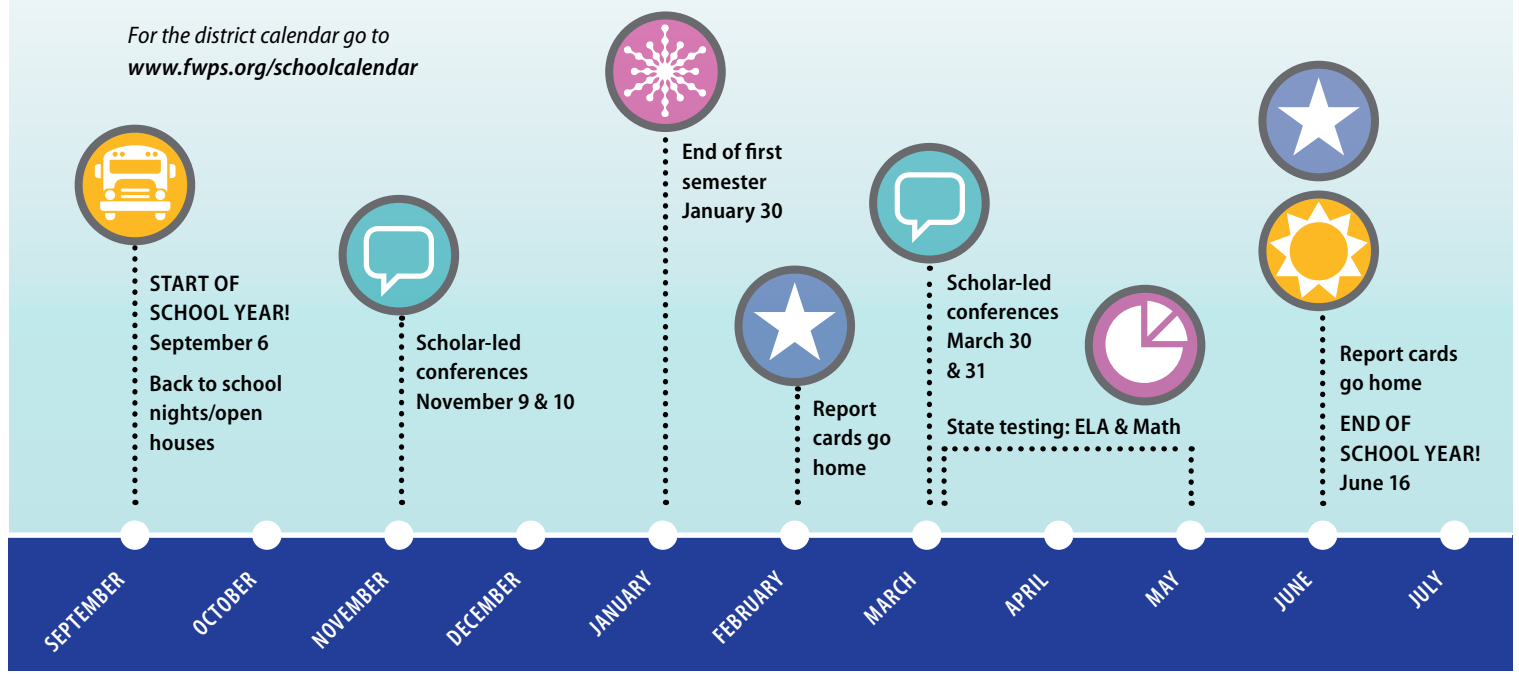 For the district calendar go to
www.fwps.org/schoolcalendar
START OF
SCHOOL YEAR!
September 6
Back to school
nights/open
houses
Scholar-led
conferences
November 9 & 10
End of first
semester
January 30
Report
cards go
home
Scholar-led
conferences
March 30
& 31
State testing: ELA & Math
Report cards
go home
END OF
SCHOOL YEAR!
June 16
SEPTEMBER
OCTOBER
NOVEMBER
DECEMBER
JANUARY
FEBRUARY
MARCH
APRIL
MAY
JUNE
JULY